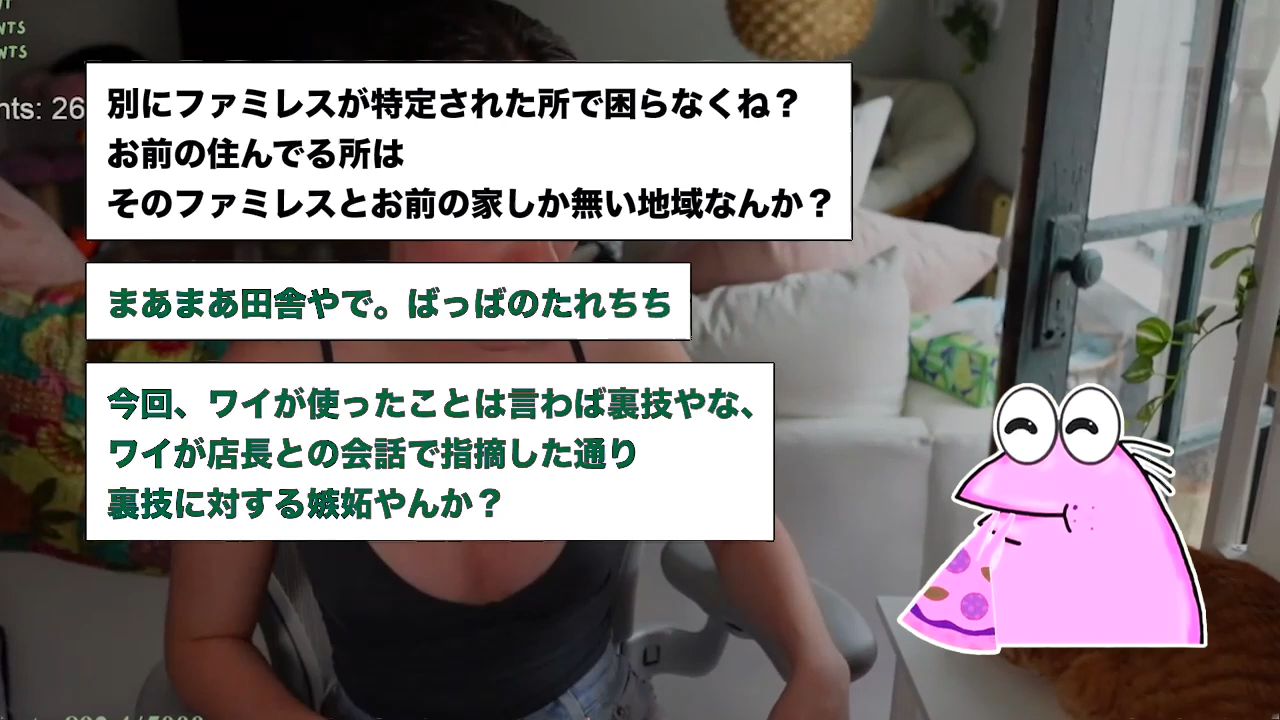 NTS
NTS
nts: 26
別にファミレスが特定された所で困らなくね？
お前の住んでる所は
そのファミレスとお前の家しか無い地域なんか？
まあまあ田舎やで。ばっばのたれちち
今回、ワイが使ったことは言わば裏技やな、
ワイが店長との会話で指摘した通り
裏技に対する嫉妬やんか？